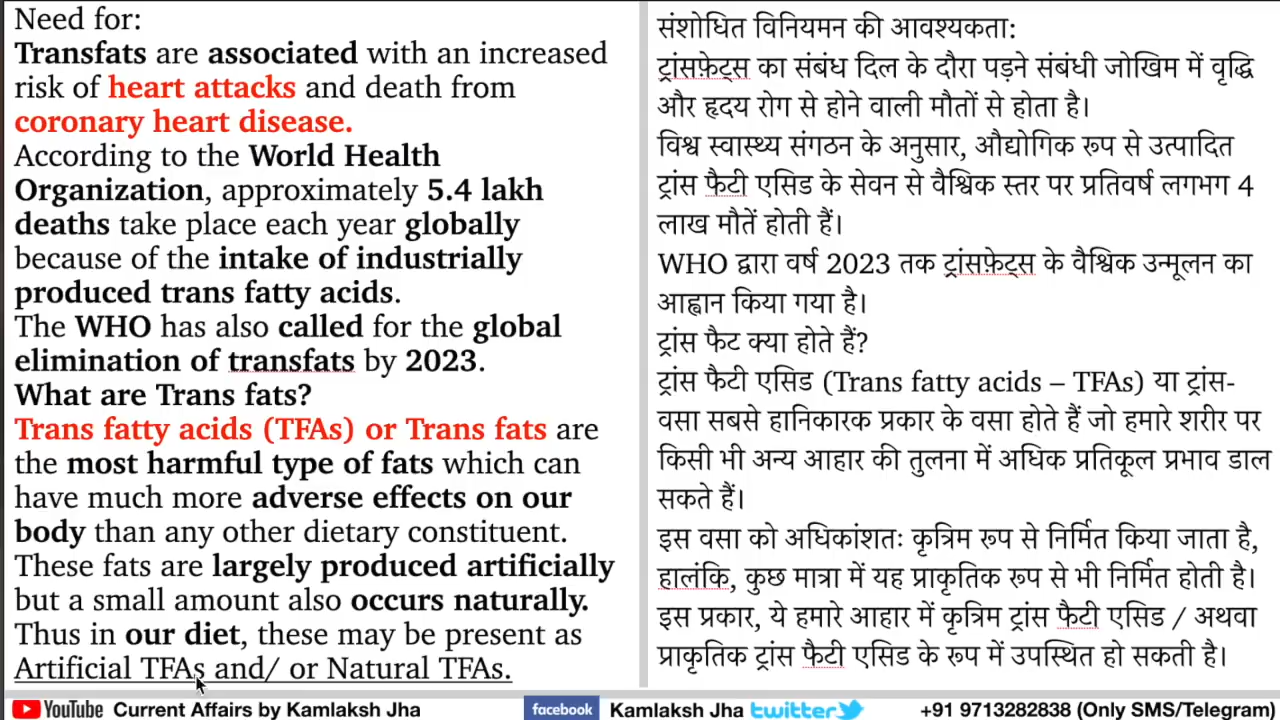 Need for:
Transfats are associated with an increased
risk of heart attacks and death from
coronary heart disease.
According to the World Health
Organization, approximately 5.4 lakh
deaths take place each year globally
because of the intake of industrially
produced trans fatty acids.
The WHO has also called for the global
elimination of transfats by 2023.
What are Trans fats?
Trans fatty acids (TFAs) or Trans fats are
the most harmful type of fats which can
have much more adverse effects on our
body than any other dietary constituent.
These fats are largely produced artificially
but a small amount also occurs naturally.
Thus in our diet, these may be present as
Artificial TFAs and/ or Natural TFAs.
संशोधित विनियमन की आवश्यकता:
ट्रांसफ़ेट्स का संबंध दिल के दौरा पड़ने संबंधी जोखिम में वृद्धि
और हृदय रोग से होने वाली मौतों से होता है।
विश्व स्वास्थ्य संगठन के अनुसार, औद्योगिक रूप से उत्पादित
ट्रांस फैटी एसिड के सेवन से वैश्विक स्तर पर प्रतिवर्ष लगभग 4
लाख मौतें होती हैं।
WHO द्वारा वर्ष 2023 तक ट्रांसफ़ेट्स के वैश्विक उन्मूलन का
आह्वान किया गया है।
ट्रांस फैट क्या होते हैं?
ट्रांस फैटी एसिड (Trans fatty acids – TFAs) या ट्रांस-
वसा सबसे हानिकारक प्रकार के वसा होते हैं जो हमारे शरीर पर
किसी भी अन्य आहार की तुलना में अधिक प्रतिकूल प्रभाव डाल
सकते हैं।
इस वसा को अधिकांशतः कृत्रिम रूप से निर्मित किया जाता है,
हालंकि, कुछ मात्रा में यह प्राकृतिक रूप से भी निर्मित होती है।
इस प्रकार, ये हमारे आहार में कृत्रिम ट्रांस फैटी एसिड / अथवा
प्राकृतिक ट्रांस फैटी एसिड के रूप में उपस्थित हो सकती है।
YouTube Current Affairs by Kamlaksh Jha facebook Kamlaksh Jha twitter +91 9713282838 (Only SMS/Telegram)